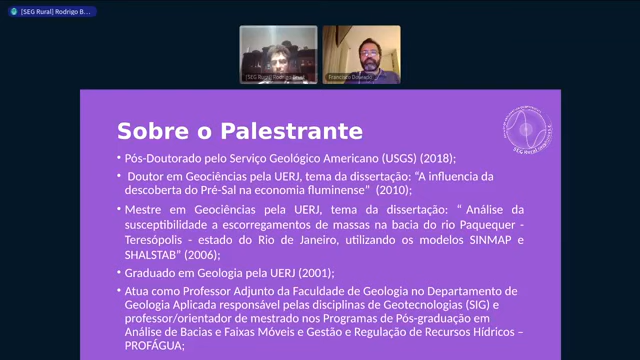 [SEG Rural] Rodrigo B...
[SEG Rural] Rodrigo Brasil
Francisco Dourado
Sobre o Palestrante
• Pós-Doutorado pelo Serviço Geológico Americano (USGS) (2018);
• Doutor em Geociências pela UERJ, tema da dissertação: “A influencia da
descoberta do Pré-Sal na economia fluminense” (2010);
• Mestre em Geociências pela UERJ, tema da dissertação: “ Análise da
susceptibilidade a escorregamentos de massas na bacia do rio Paquequer -
Teresópolis - estado do Rio de Janeiro, utilizando os modelos SINMAP e
SHALSTAB” (2006);
• Graduado em Geologia pela UERJ (2001);
• Atua como Professor Adjunto da Faculdade de Geologia no Departamento de
Geologia Aplicada responsável pelas disciplinas de Geotecnologias (SIG) e
professor/orientador de mestrado nos Programas de Pós-graduação em
Análise de Bacias e Faixas Móveis e Gestão e Regulação de Recursos Hídricos –
PROFÁGUA;